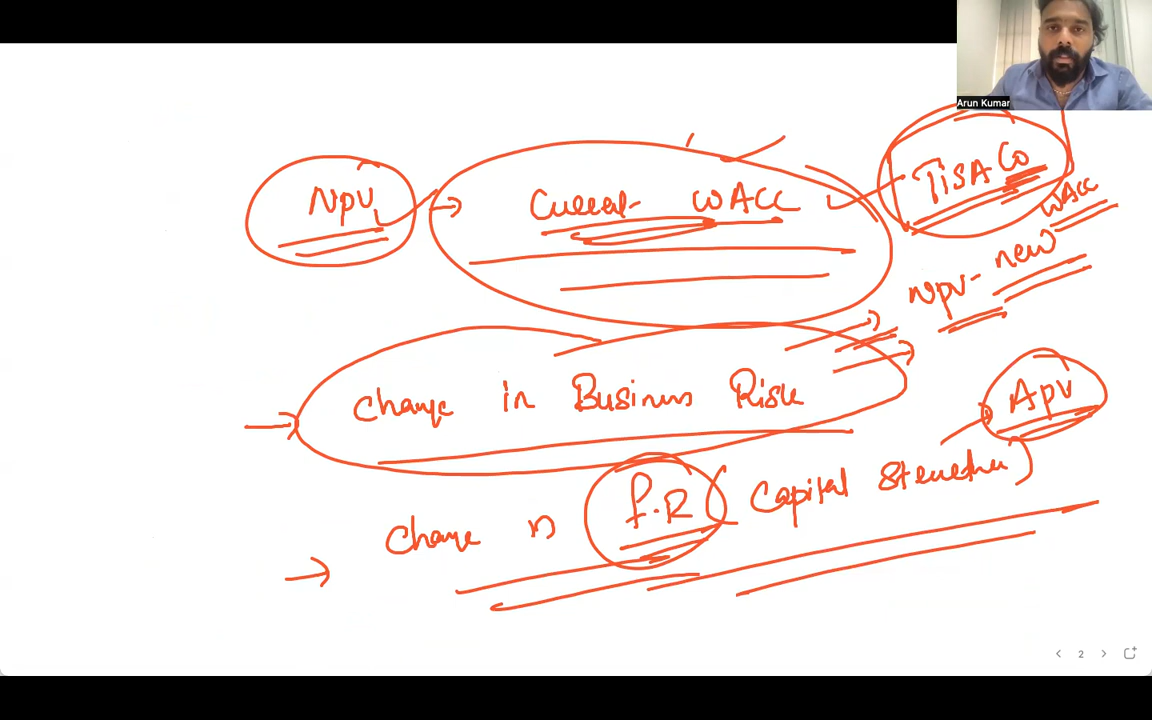 Arun Kumar
NPV → Current WACC
TISA Co
NPV - new WACC
→ Change in Business Risk
APV
→ Change in F.R (Capital Structure)
2